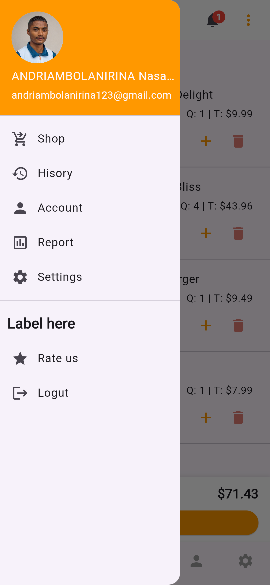 1
ANDRIAMBOLANIRINA Nasa...
andriambolanirina123@gmail.com
Delight
Q: 1 | T: $9.99
Shop
Hisory
Bliss
Account
Q: 4 | T: $43.96
Report
Settings
rger
Q: 1 | T: $9.49
Label here
Rate us
Logut
Q: 1 | T: $7.99
$71.43